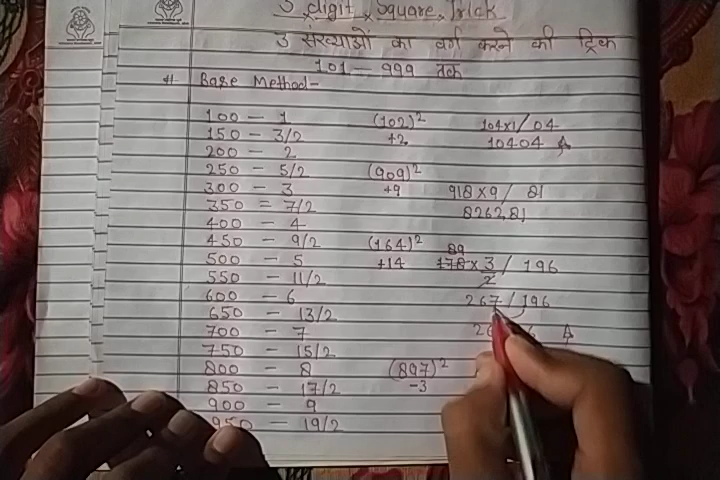 3 digit Square Trick
3 संख्याओं का वर्ग करने की ट्रिक
101 — 999 तक
# Base Method-
100 - 1 (102)² 104×1/ 04
150 - 3/2 +2 10404 A
200 - 2
250 - 5/2 (909)²
300 - 3 +9 918×9/ 81
350 = 7/2 826281
400 - 4
450 - 9/2 (164)² 89
500 - 5 +14 178×3/ 196
550 - 11/2 2
600 - 6 267/196
650 - 13/2
700 - 7
750 - 15/2
800 - 8 (897)²
850 - 17/2 -3
900 - 9
950 - 19/2